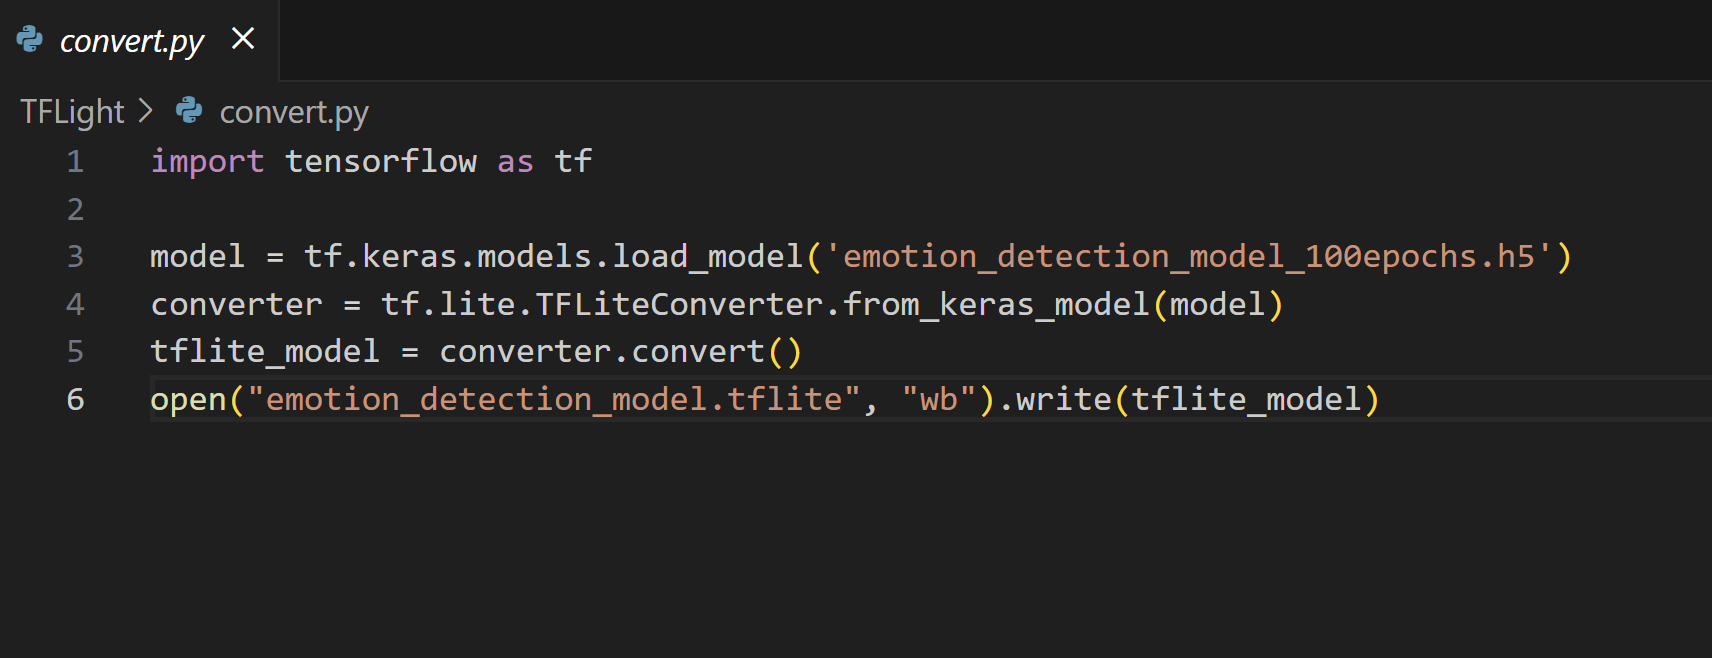 convert.py
TFLight > convert.py
1 import tensorflow as tf
2
3 model = tf.keras.models.load_model('emotion_detection_model_100epochs.h5')
4 converter = tf.lite.TFLiteConverter.from_keras_model(model)
5 tflite_model = converter.convert()
6 open("emotion_detection_model.tflite", "wb").write(tflite_model)